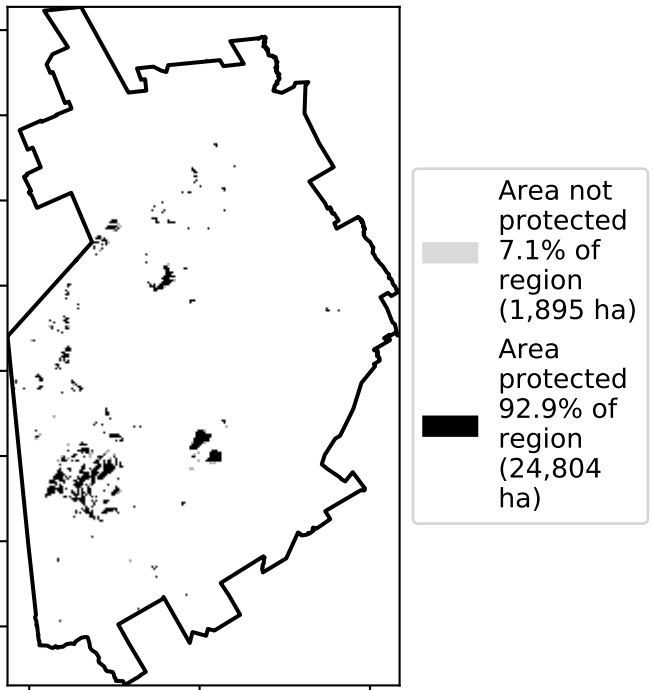 Area not
protected
7.1% of
region
(1,895 ha)
Area
protected
92.9% of
region
(24,804
ha)